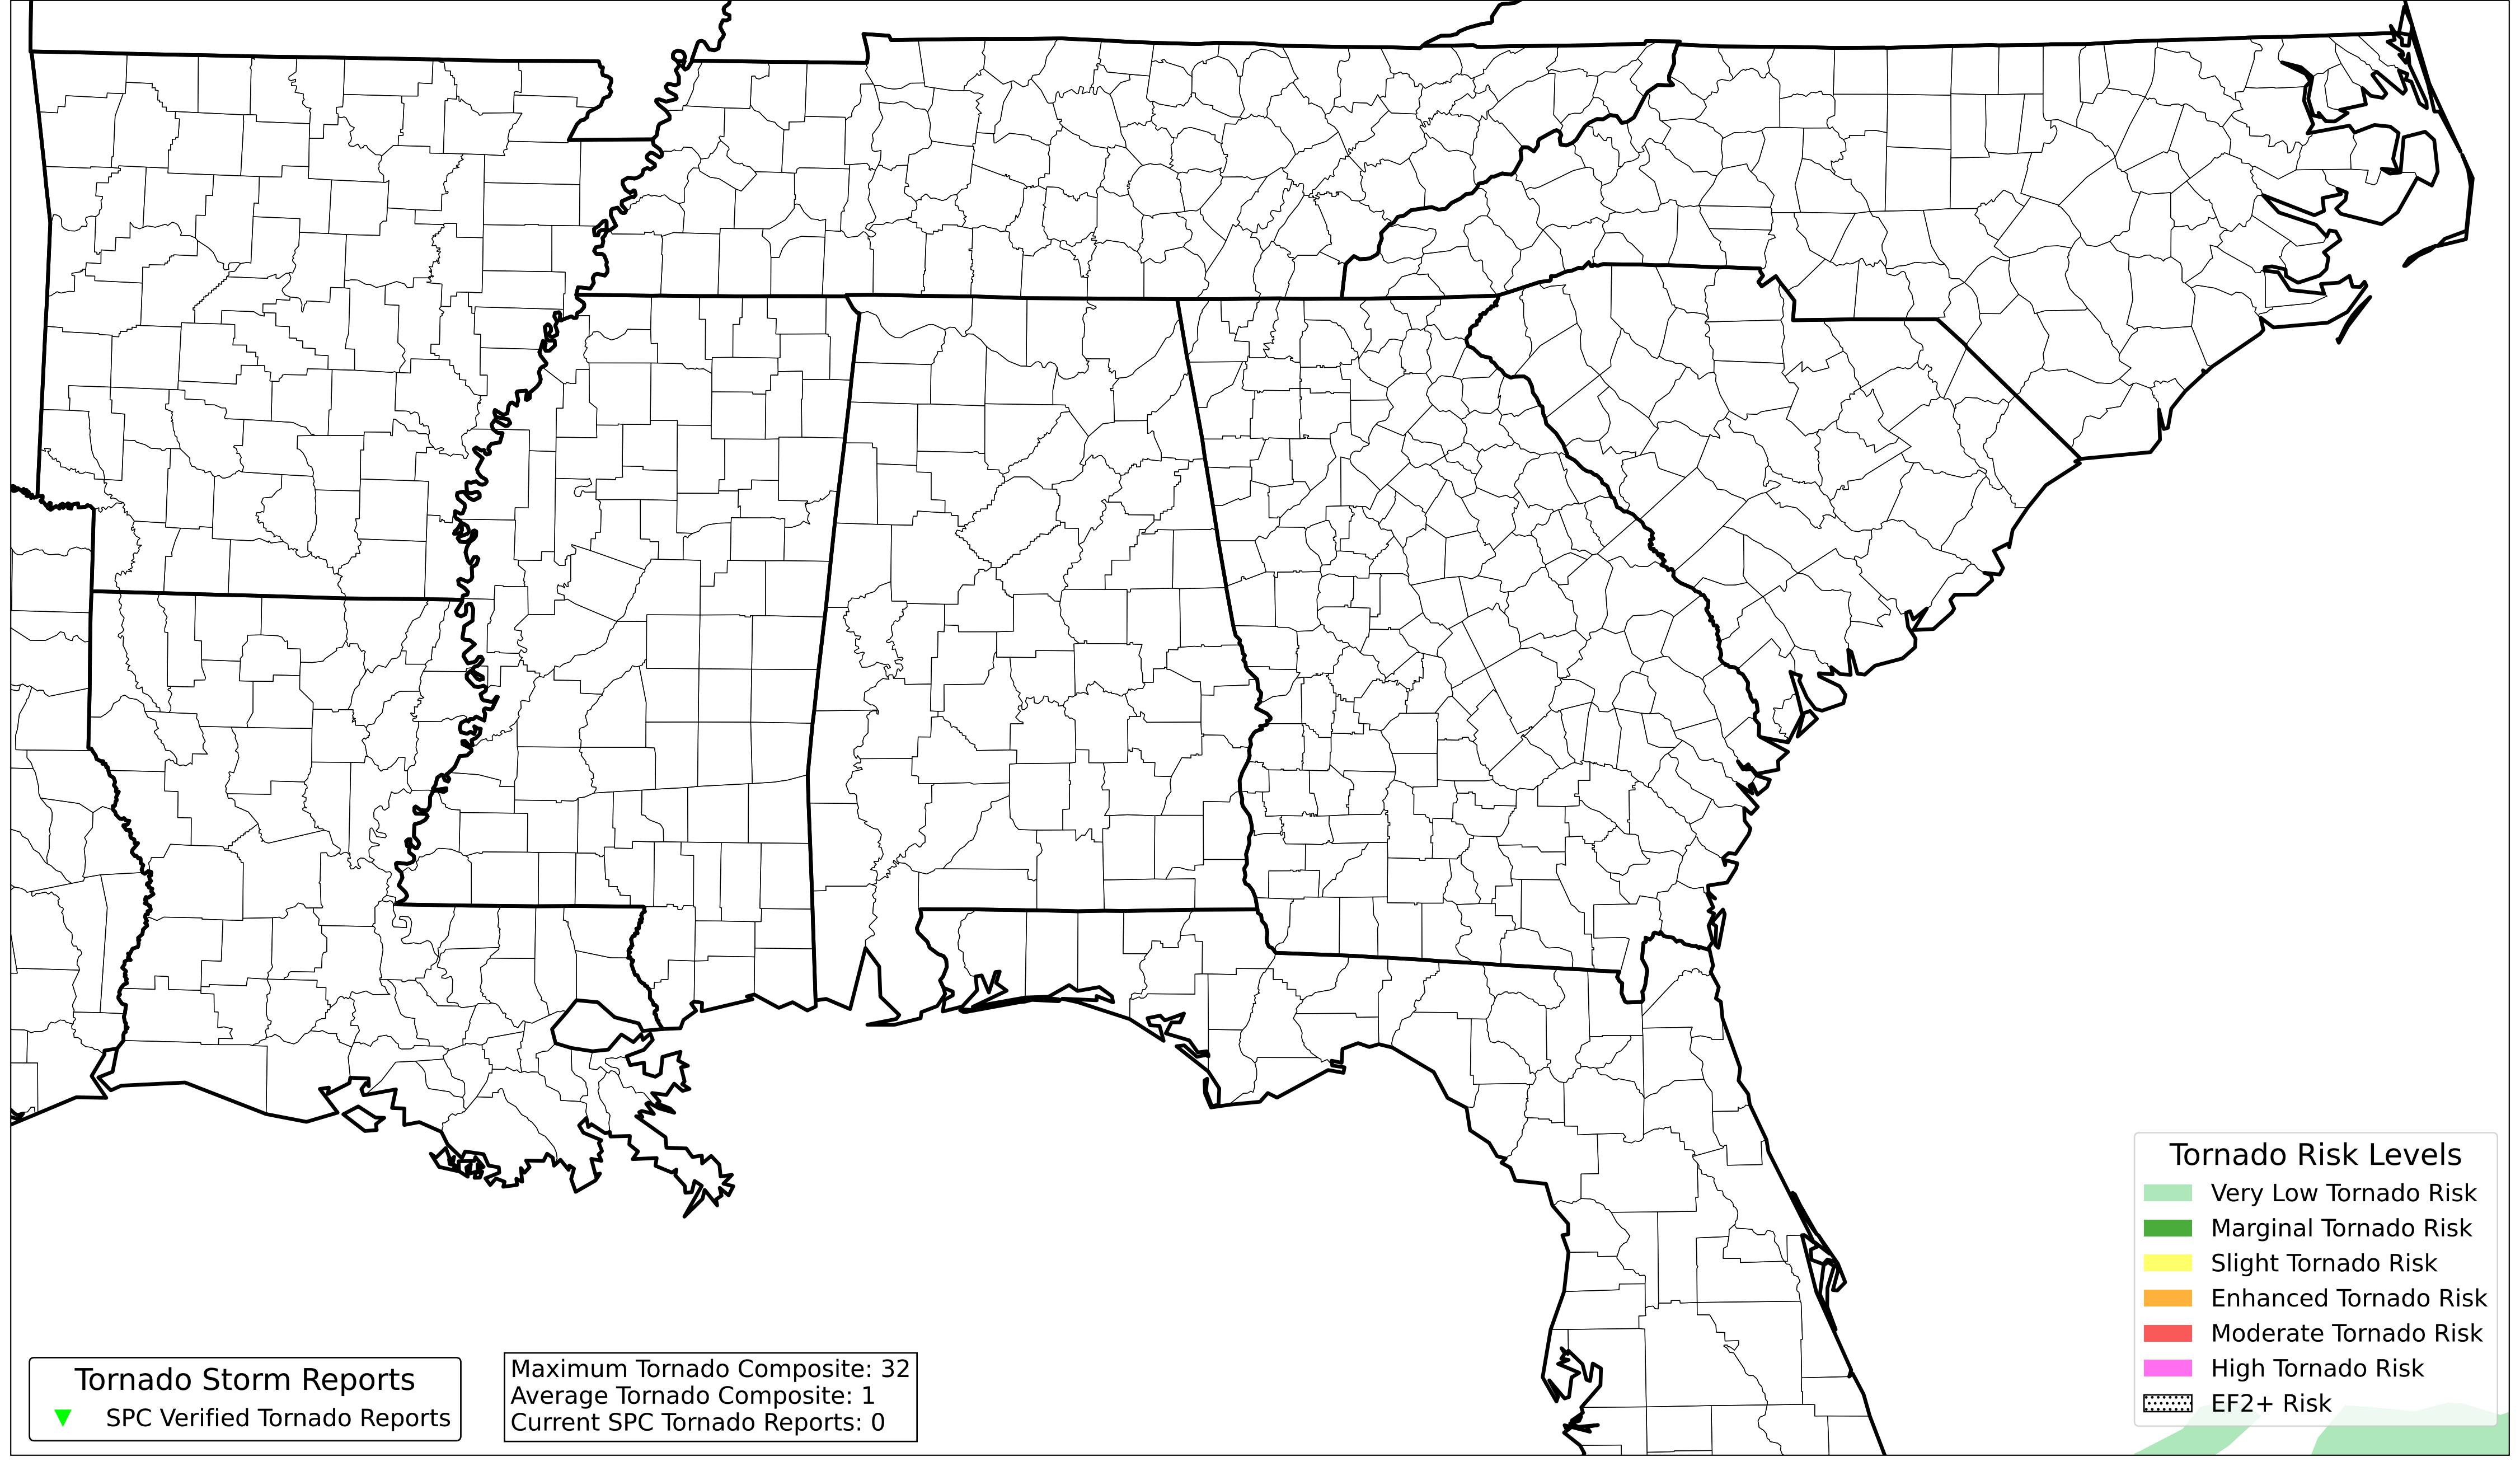 Tornado Risk Levels
Very Low Tornado Risk
Marginal Tornado Risk
Slight Tornado Risk
Enhanced Tornado Risk
Moderate Tornado Risk
High Tornado Risk
EF2+ Risk
Tornado Storm Reports
SPC Verified Tornado Reports
Maximum Tornado Composite: 32
Average Tornado Composite: 1
Current SPC Tornado Reports: 0